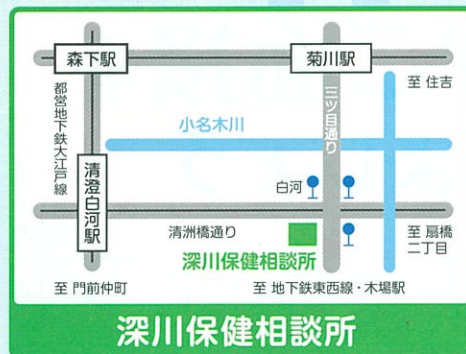 森下駅
菊川駅
至 住吉
都営地下鉄大江戸線
三ツ目通り
小名木川
清澄白河駅
白河
清洲橋通り
至 扇橋
二丁目
深川保健相談所
至 門前仲町
至 地下鉄東西線・木場駅
深川保健相談所